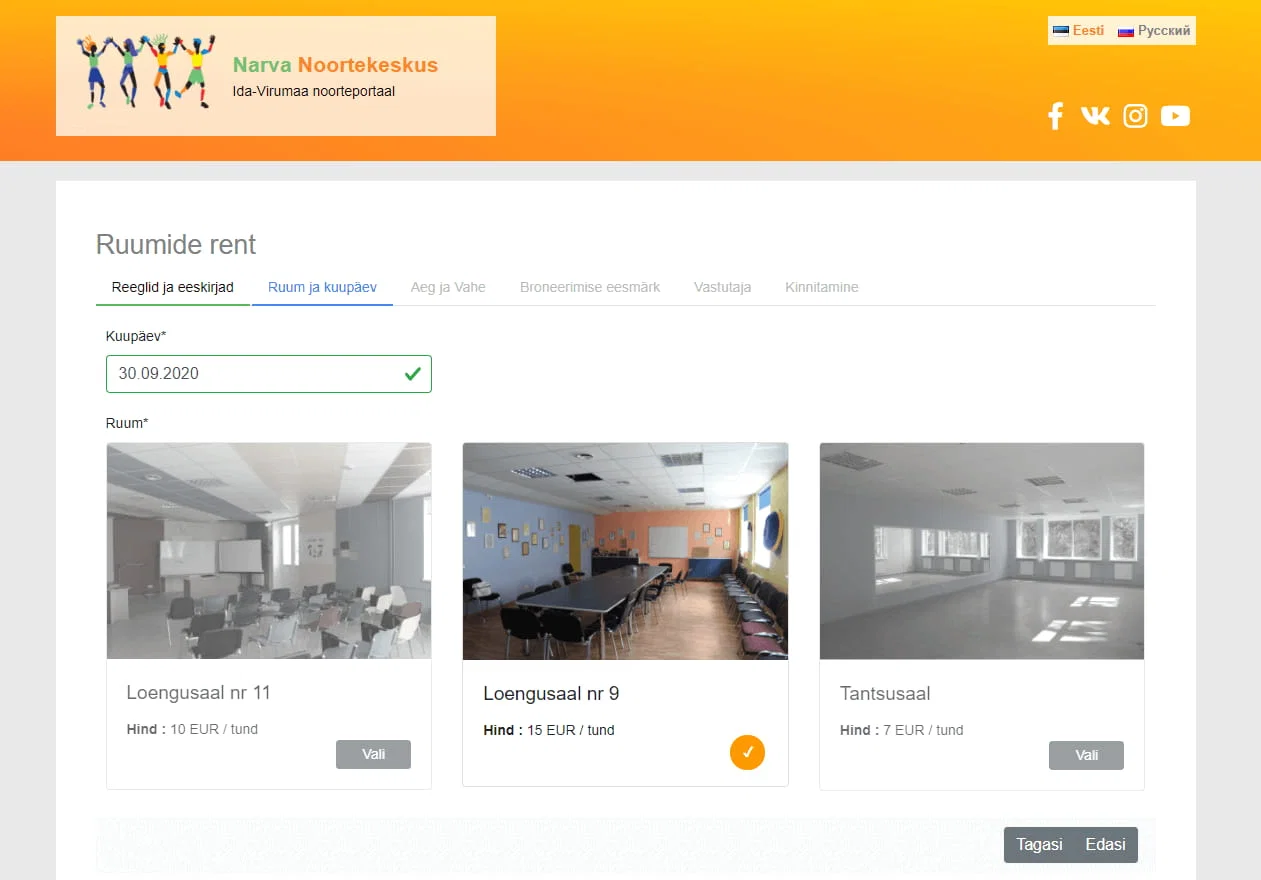 Narva Noortekeskus
Ida-Virumaa noorteportaal
Eesti Русский
Ruumide rent
Reeglid ja eeskirjad Ruum ja kuupäev Aeg ja Vahe Broneerimise eesmärk Vastutaja Kinnitamine
Kuupäev*
30.09.2020
Ruum*
Loengusaal nr 11
Hind : 10 EUR / tund
Vali
Loengusaal nr 9
Hind : 15 EUR / tund
Tantsusaal
Hind : 7 EUR / tund
Vali
Tagasi Edasi